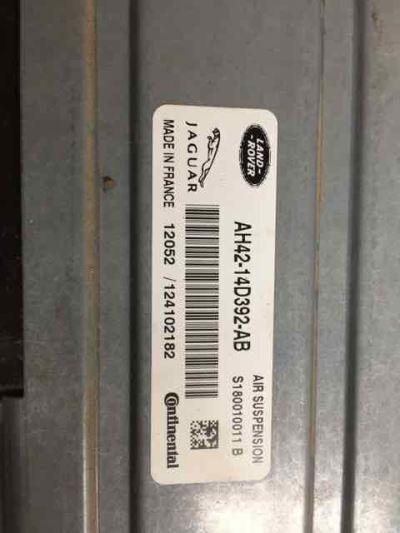 LAND-
ROVER
JAGUAR
MADE IN FRANCE
AH42-14D392-AB
12052 /124102182
AIR SUSPENSION
S180010011 B
Continental